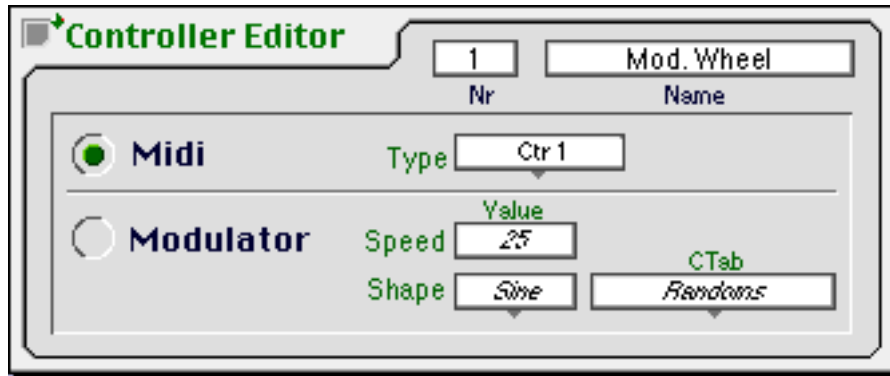 Controller Editor
1 Mod. Wheel
Nr Name
Midi Type Ctr 1
Value
Modulator Speed 25
CTab
Shape Sine Randoms